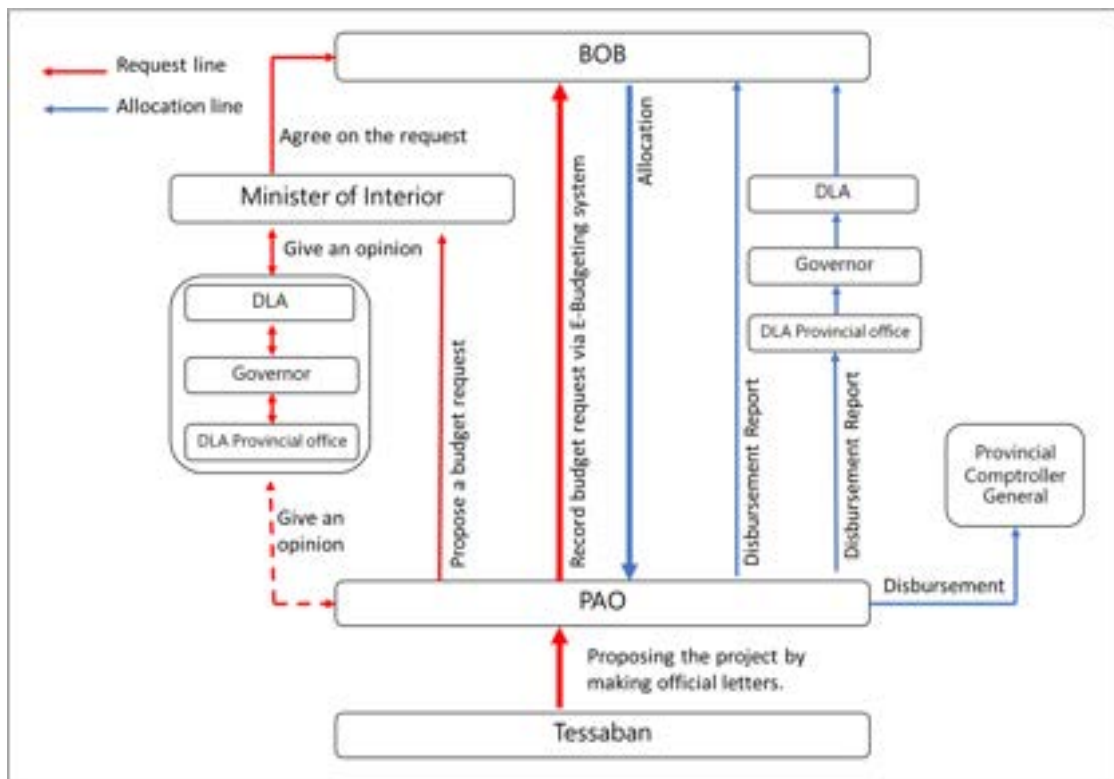 BOB
Request line
Allocation line
Agree on the request
Minister of Interior
Give an opinion
DLA
Governor
DLA Provincial office
Give an
opinion
Propose a budget request
Record budget request via E-Budgeting system
Allocation
Disbursement Report
DLA
Governor
DLA Provincial office
Disbursement Report
Provincial
Comptroller
General
Disbursement
PAO
Proposing the project by
making official letters.
Tessaban